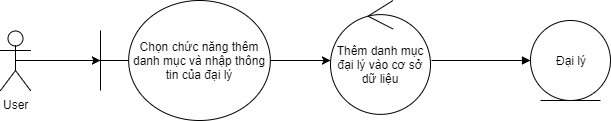 User
Chọn chức năng thêm
danh mục và nhập thông
tin của đại lý
Thêm danh mục
đại lý vào cơ sở
dữ liệu
Đại lý